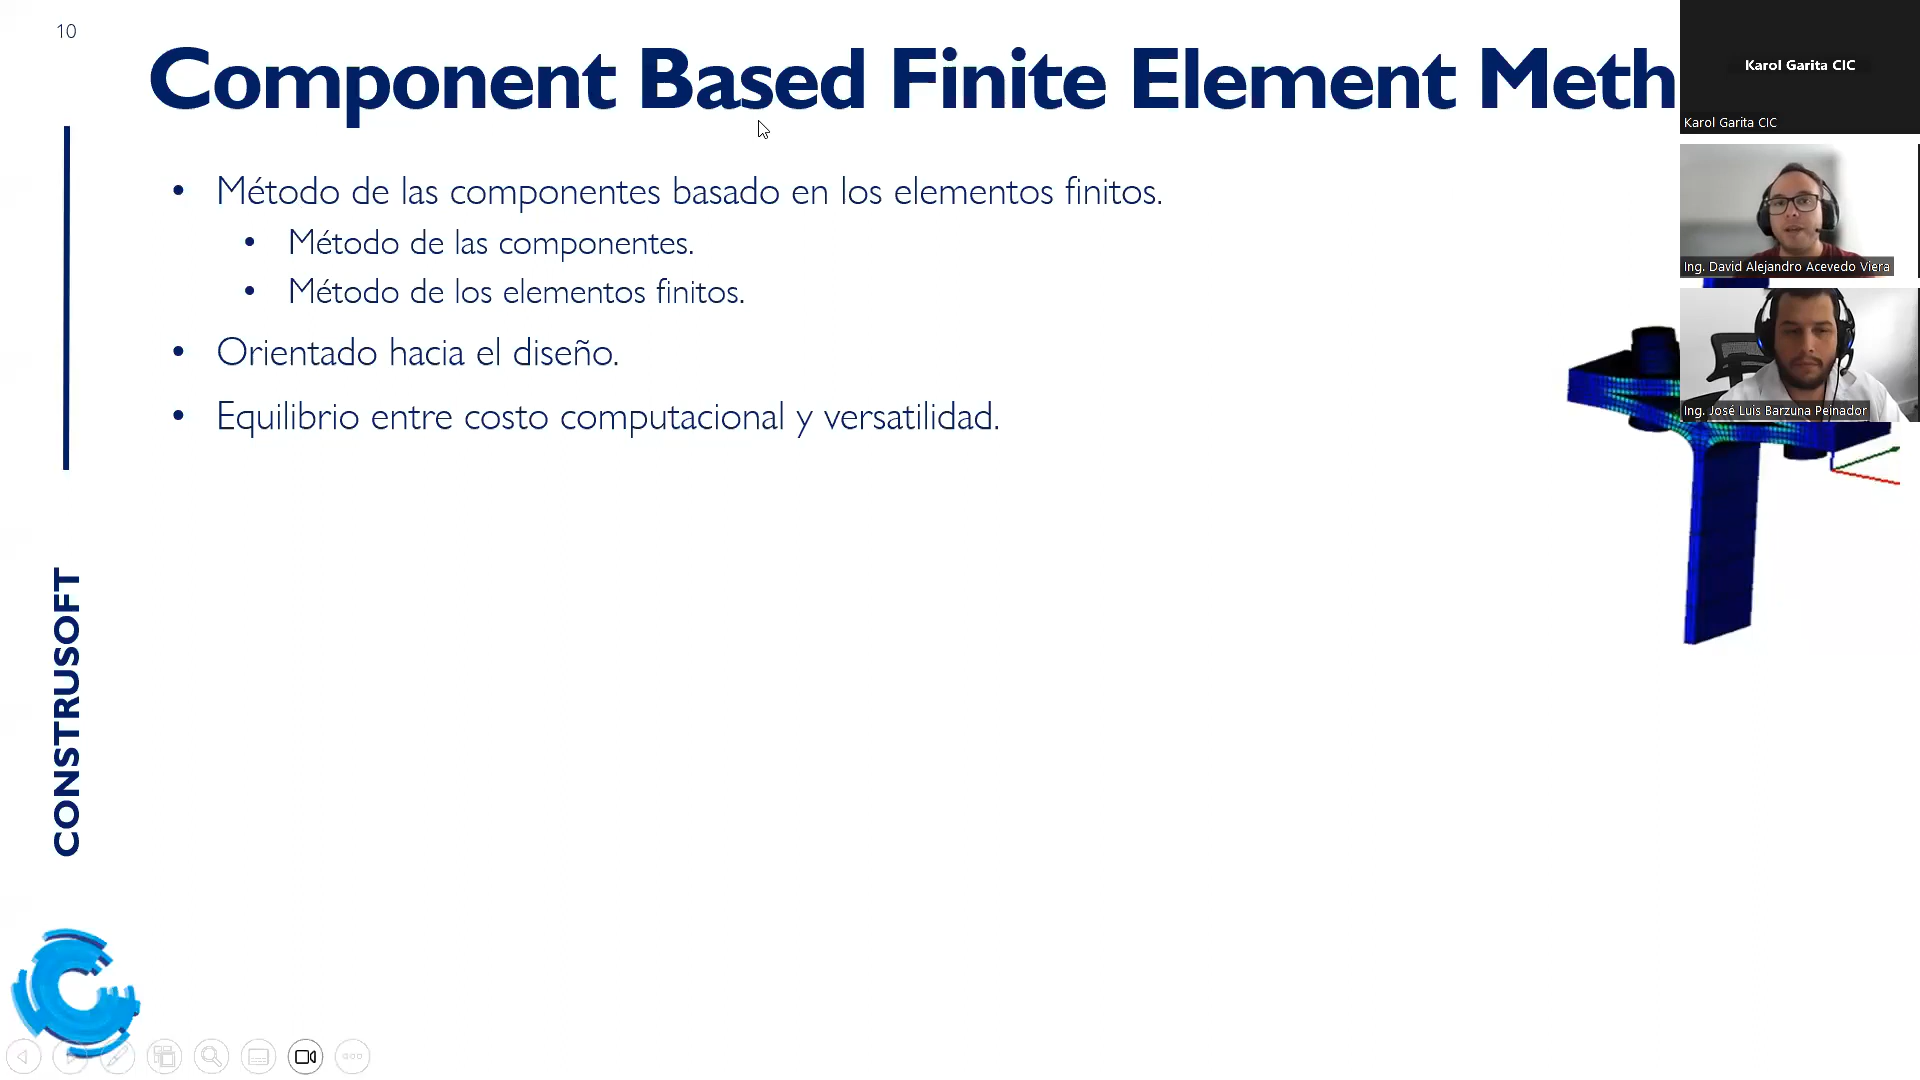 10
Component Based Finite Element Meth
• Método de las componentes basado en los elementos finitos.
• Método de las componentes.
• Método de los elementos finitos.
• Orientado hacia el diseño.
• Equilibrio entre costo computacional y versatilidad.
CONSTRUSOFT
Karol Garita CIC
Karol Garita CIC
Ing. David Alejandro Acevedo Viera
Ing. José Luis Barzuna Peinador